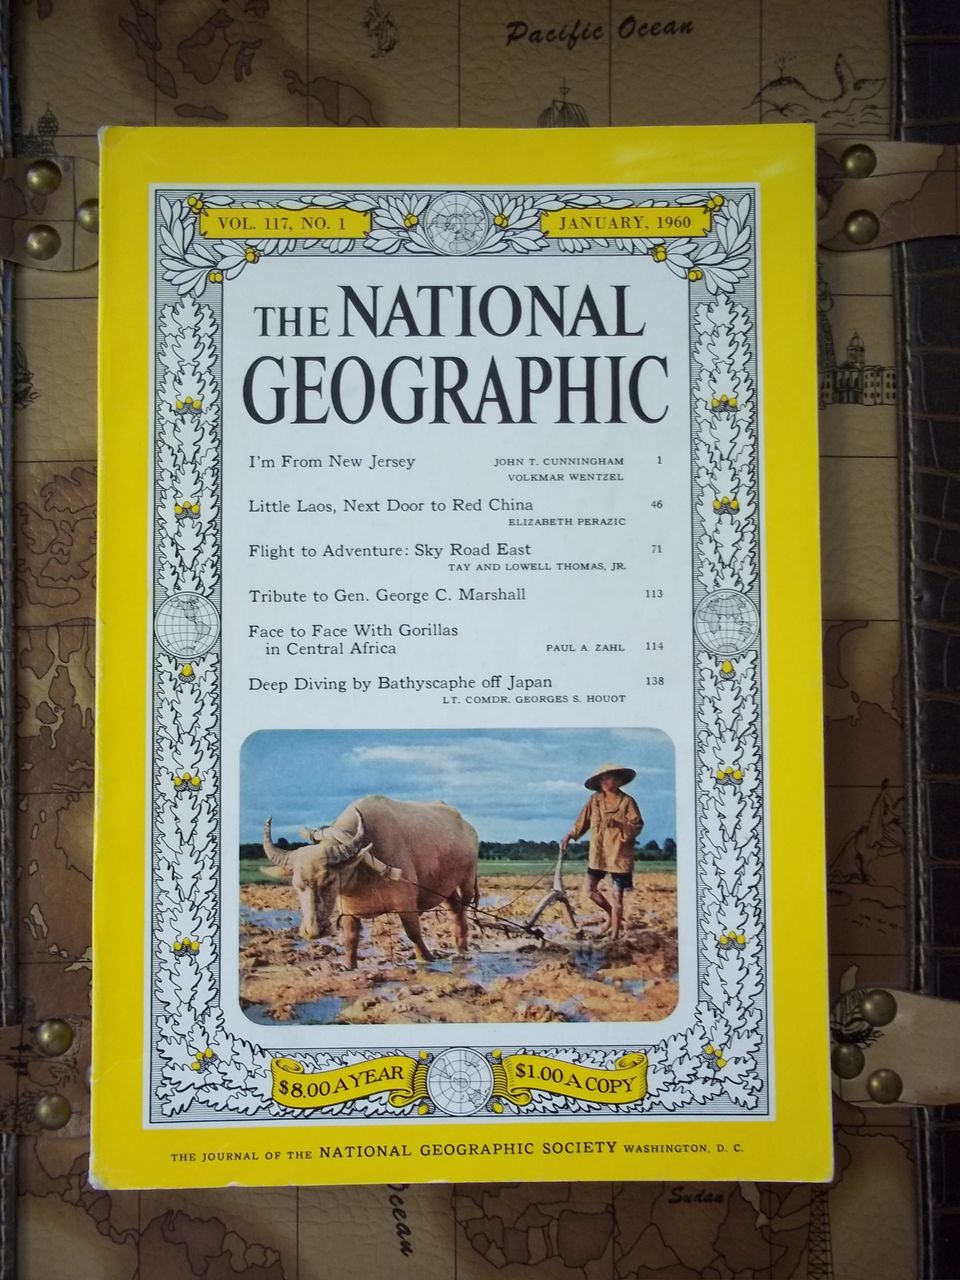 Pacific Ocean
VOL. 117, NO. 1
JANUARY, 1960
THE NATIONAL
GEOGRAPHIC
I'm From New Jersey JOHN T. CUNNINGHAM 1
VOLKMAR WENTZEL
Little Laos, Next Door to Red China 46
ELIZABETH PERAZIC
Flight to Adventure: Sky Road East 71
TAY AND LOWELL THOMAS, JR.
Tribute to Gen. George C. Marshall 113
Face to Face With Gorillas
in Central Africa PAUL A. ZAHL 114
Deep Diving by Bathyscaphe off Japan 138
LT. COMDR. GEORGES S. HOUOT
$8.00 A YEAR
$1.00 A COPY
THE JOURNAL OF THE NATIONAL GEOGRAPHIC SOCIETY WASHINGTON, D. C.
Ocean
Sudan